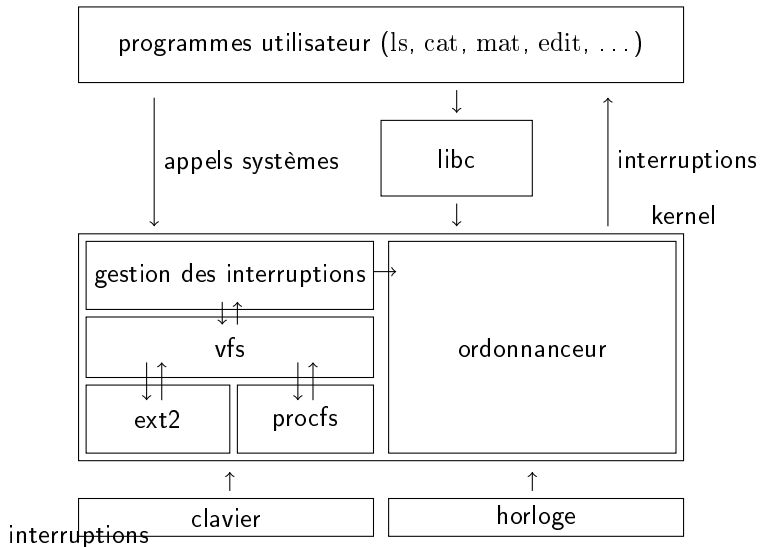 programmes utilisateur (ls, cat, mat, edit, ...)
appels systèmes
libc
interruptions
kernel
gestion des interruptions
vfs
ordonnanceur
ext2
procfs
clavier
horloge
interruptions